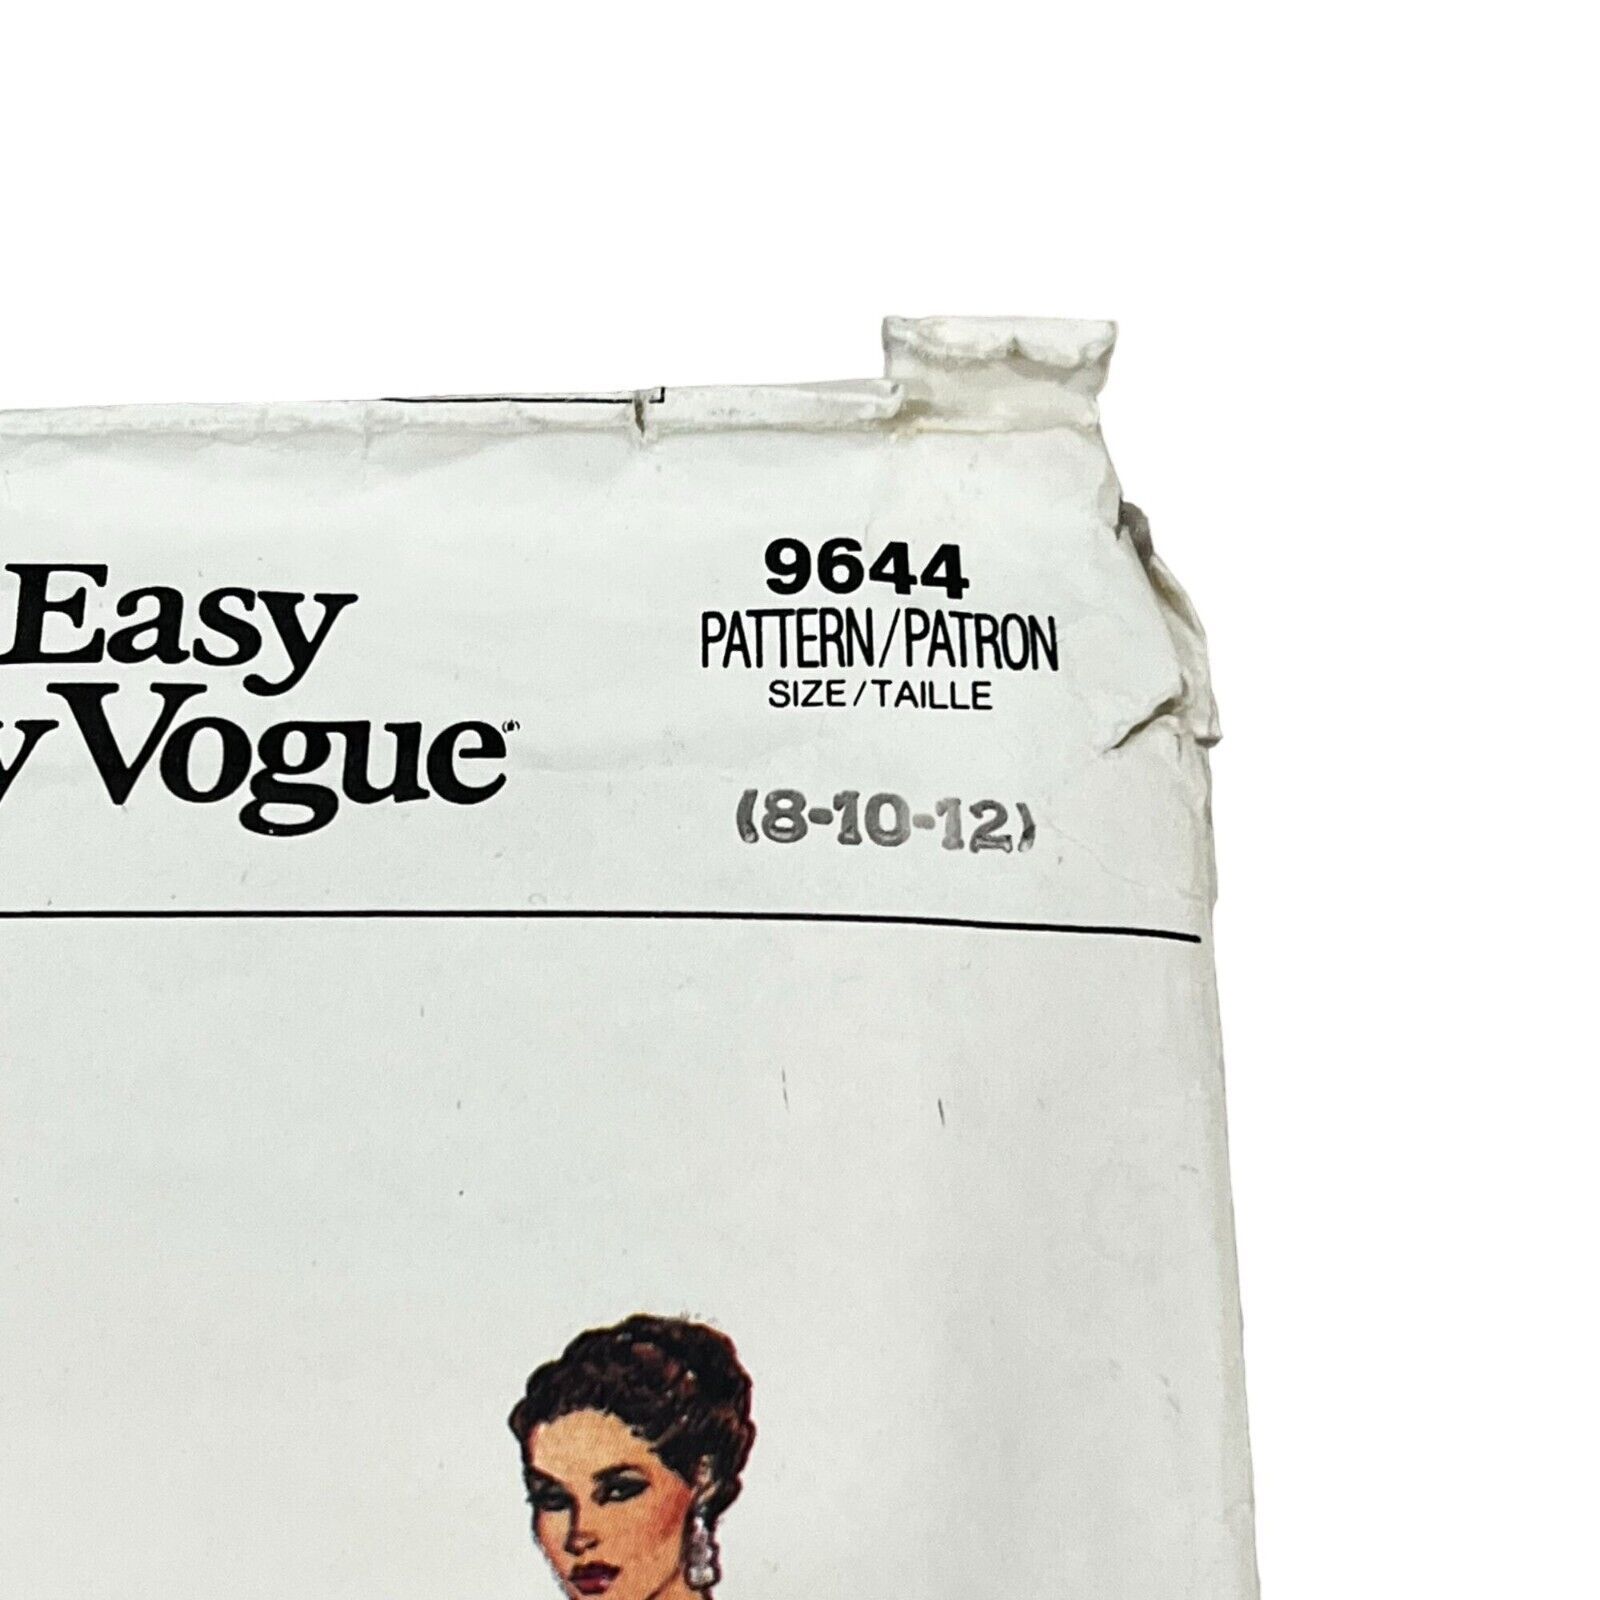 Easy
y Vogue®
9644
PATTERN/PATRON
SIZE/TAILLE
(8-10-12)